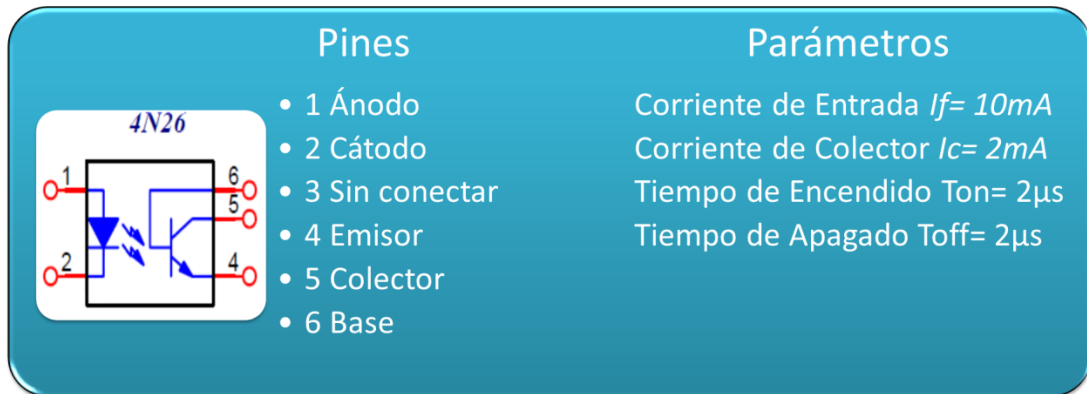 Pines
• 1 Ánodo
• 2 Cátodo
• 3 Sin conectar
• 4 Emisor
• 5 Colector
• 6 Base
Parámetros
Corriente de Entrada If= 10mA
Corriente de Colector Ic= 2mA
Tiempo de Encendido Ton= 2µs
Tiempo de Apagado Toff= 2µs
4N26
1
2
6
5
4